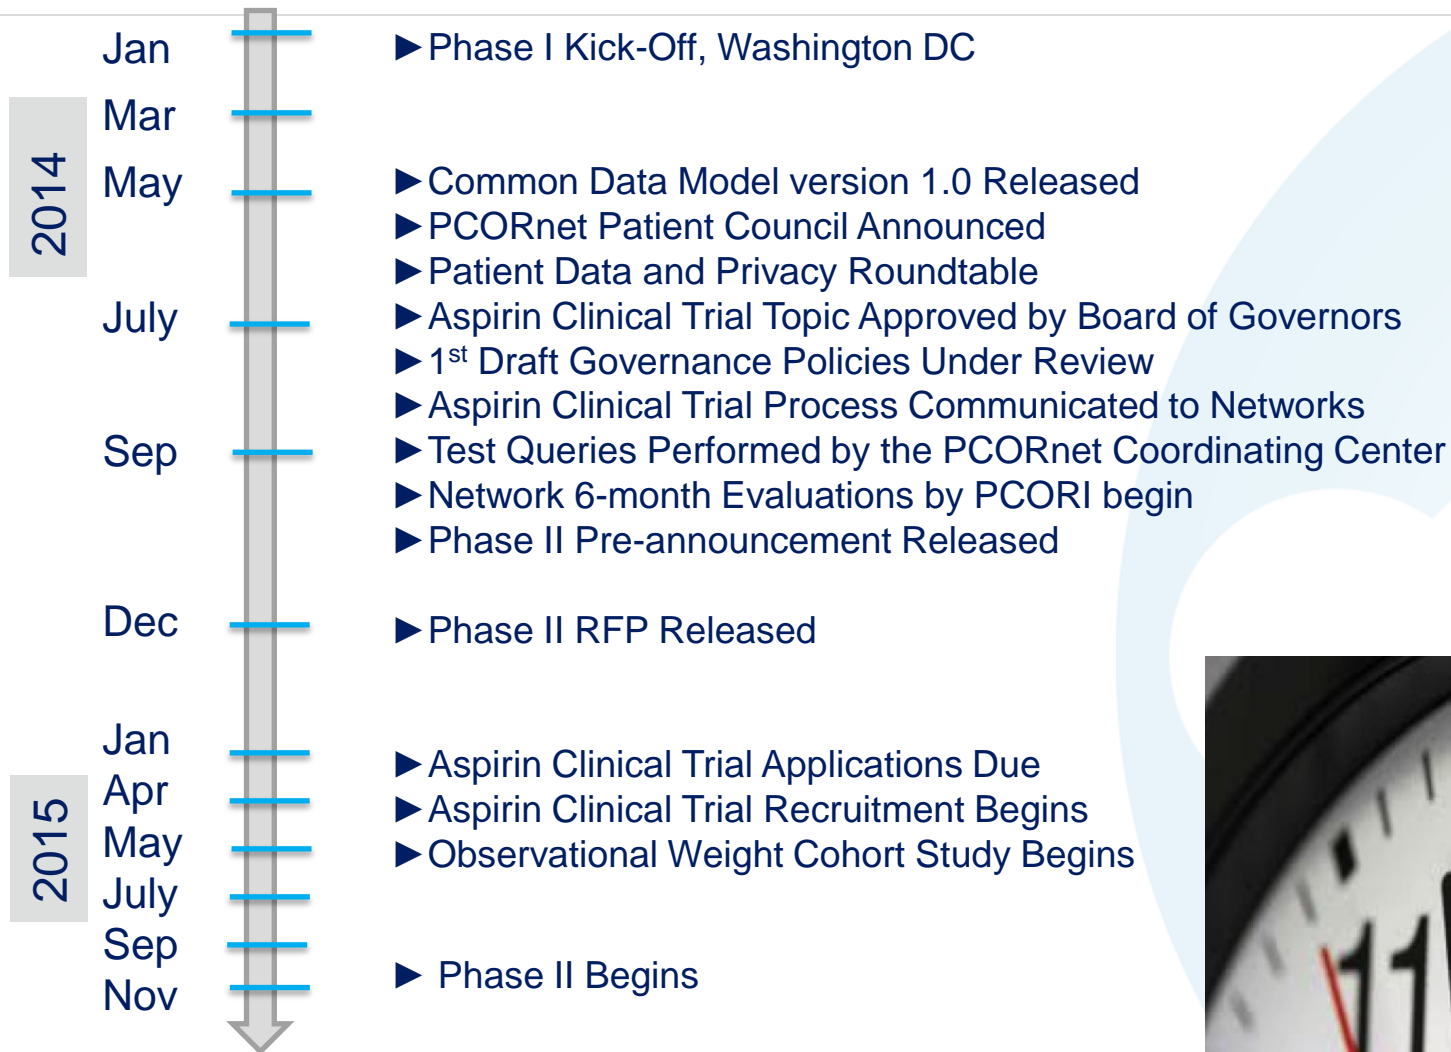 Jan ►Phase I Kick-Off, Washington DC
Mar
2014
May ►Common Data Model version 1.0 Released
►PCORnet Patient Council Announced
►Patient Data and Privacy Roundtable
July ►Aspirin Clinical Trial Topic Approved by Board of Governors
►1st Draft Governance Policies Under Review
►Aspirin Clinical Trial Process Communicated to Networks
Sep ►Test Queries Performed by the PCORnet Coordinating Center
►Network 6-month Evaluations by PCORI begin
►Phase II Pre-announcement Released
Dec ►Phase II RFP Released
Jan ►Aspirin Clinical Trial Applications Due
Apr ►Aspirin Clinical Trial Recruitment Begins
2015
May ►Observational Weight Cohort Study Begins
July
Sep
► Phase II Begins
Nov
11